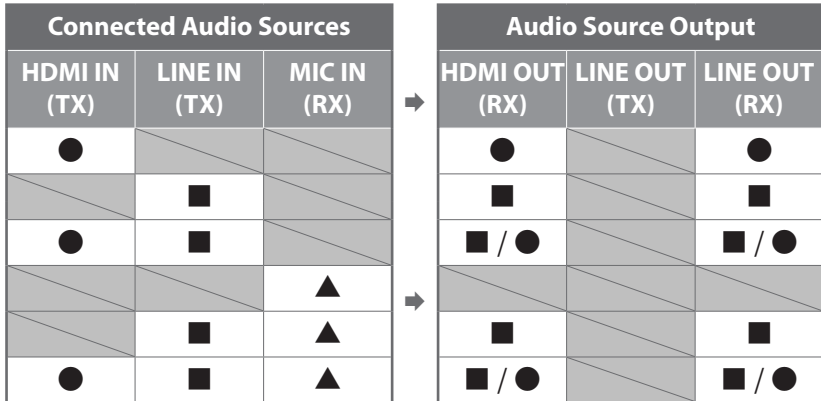 Connected Audio Sources
HDMI IN (TX) LINE IN (TX) MIC IN (RX)
● 
■
● ■
▲
■ ▲
● ■ ▲
➡
➡
Audio Source Output
HDMI OUT (RX) LINE OUT (TX) LINE OUT (RX)
● ●
■ ■
■ / ● ■ / ●
■ ■
■ / ● ■ / ●